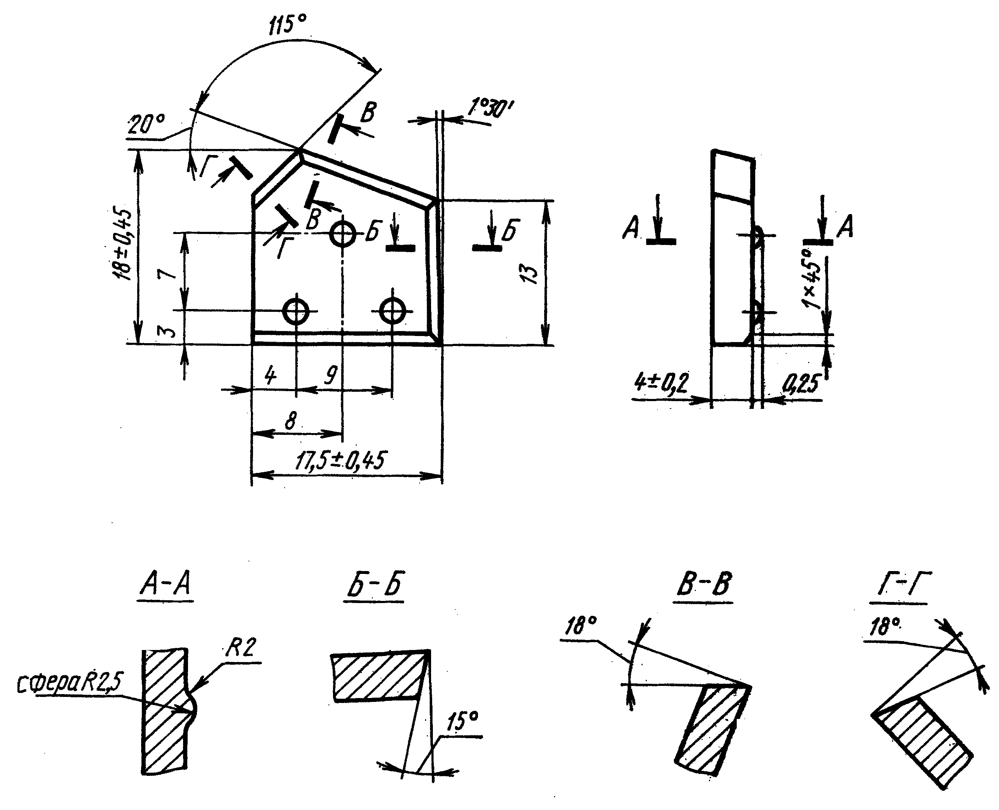 115°
В
1°30'
20°
Г
18±0,45
В
Б
Б
А
А
Г
7
13
1×45°
3
4
9
4±0,2
0,25
8
17,5±0,45
А-А
Б-Б
В-В
Г-Г
18°
18°
R2
сфера R2,5
15°